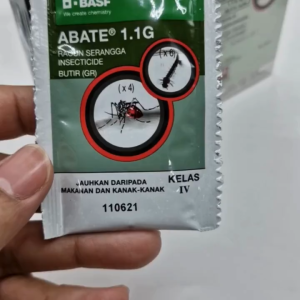 BASF
We create chemistry
ABATE® 1.1G
RACUN SERANGGA
INSECTICIDE
BUTIR (GR)
(x 6)
(x 4)
JAUHKAN DARIPADA
MAKANAN DAN KANAK-KANAK
KELAS
IV
110621